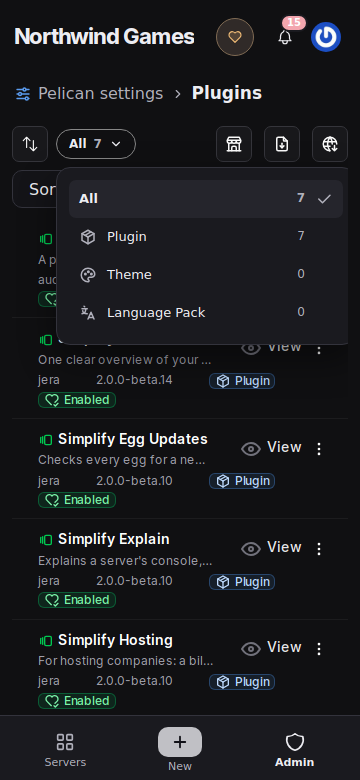 Northwind Games
15
Pelican settings > Plugins
All 7
Sor
All 7
Plugin 7
Theme 0
Language Pack 0
A p
aud
View
One clear overview of your ...
jera 2.0.0-beta.14 Plugin
Enabled
Simplify Egg Updates View
Checks every egg for a ne...
jera 2.0.0-beta.10 Plugin
Enabled
Simplify Explain View
Explains a server's console,...
jera 2.0.0-beta.10 Plugin
Enabled
Simplify Hosting View
For hosting companies: a bil...
jera 2.0.0-beta.10 Plugin
Enabled
Servers New Admin